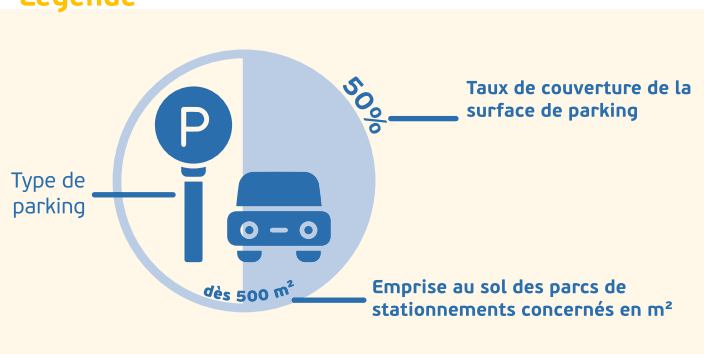 Légende
50%
Taux de couverture de la
surface de parking
P
Type de
parking
dès 500 m²
Emprise au sol des parcs de
stationnements concernés en m²